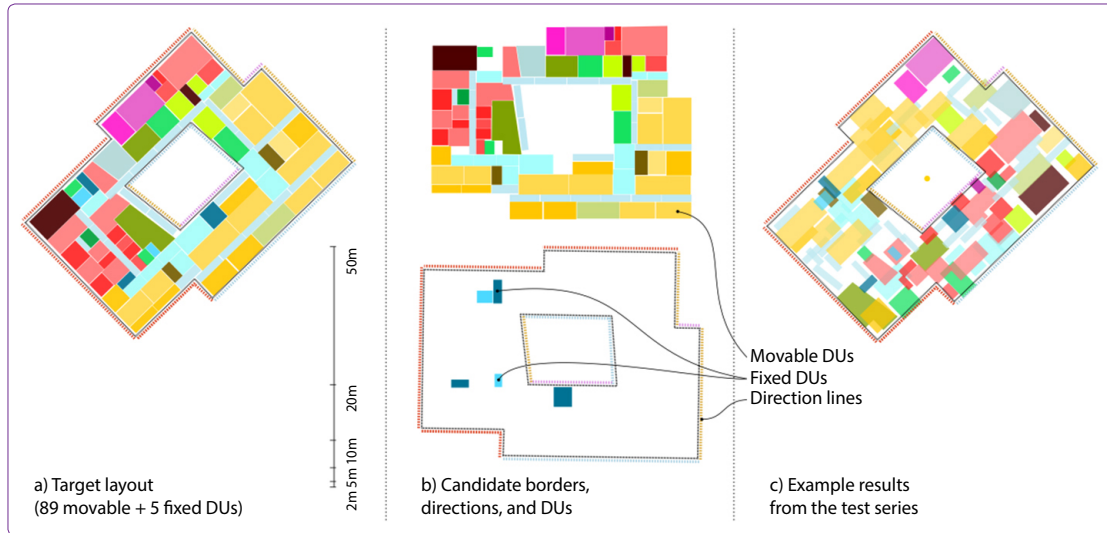 50m
20m
10m
5m
2m
Movable DUs
Fixed DUs
Direction lines
a) Target layout
(89 movable + 5 fixed DUs)
b) Candidate borders,
directions, and DUs
c) Example results
from the test series